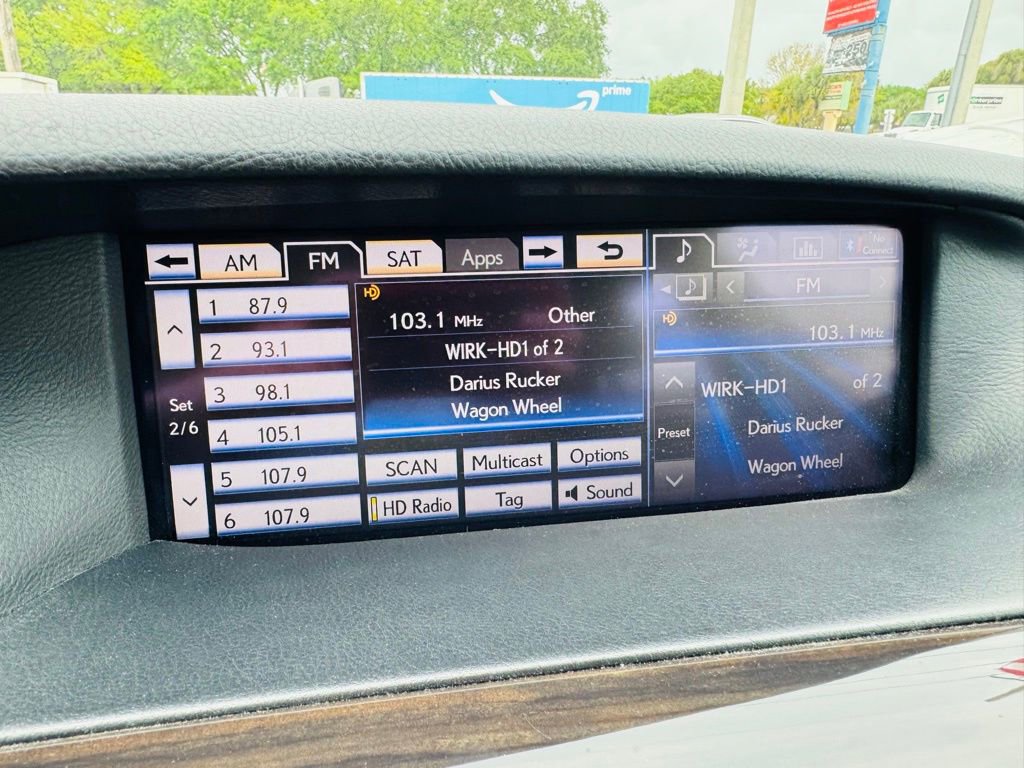 prime
250
AM
FM
SAT
Apps
No
Connect
1 87.9
2 93.1
3 98.1
4 105.1
5 107.9
6 107.9
Set
2/6
HD
103.1 MHz Other
WIRK-HD1 of 2
Darius Rucker
Wagon Wheel
SCAN
Multicast
Options
HD Radio
Tag
Sound
FM
HD
103.1 MHz
WIRK-HD1 of 2
Preset
Darius Rucker
Wagon Wheel